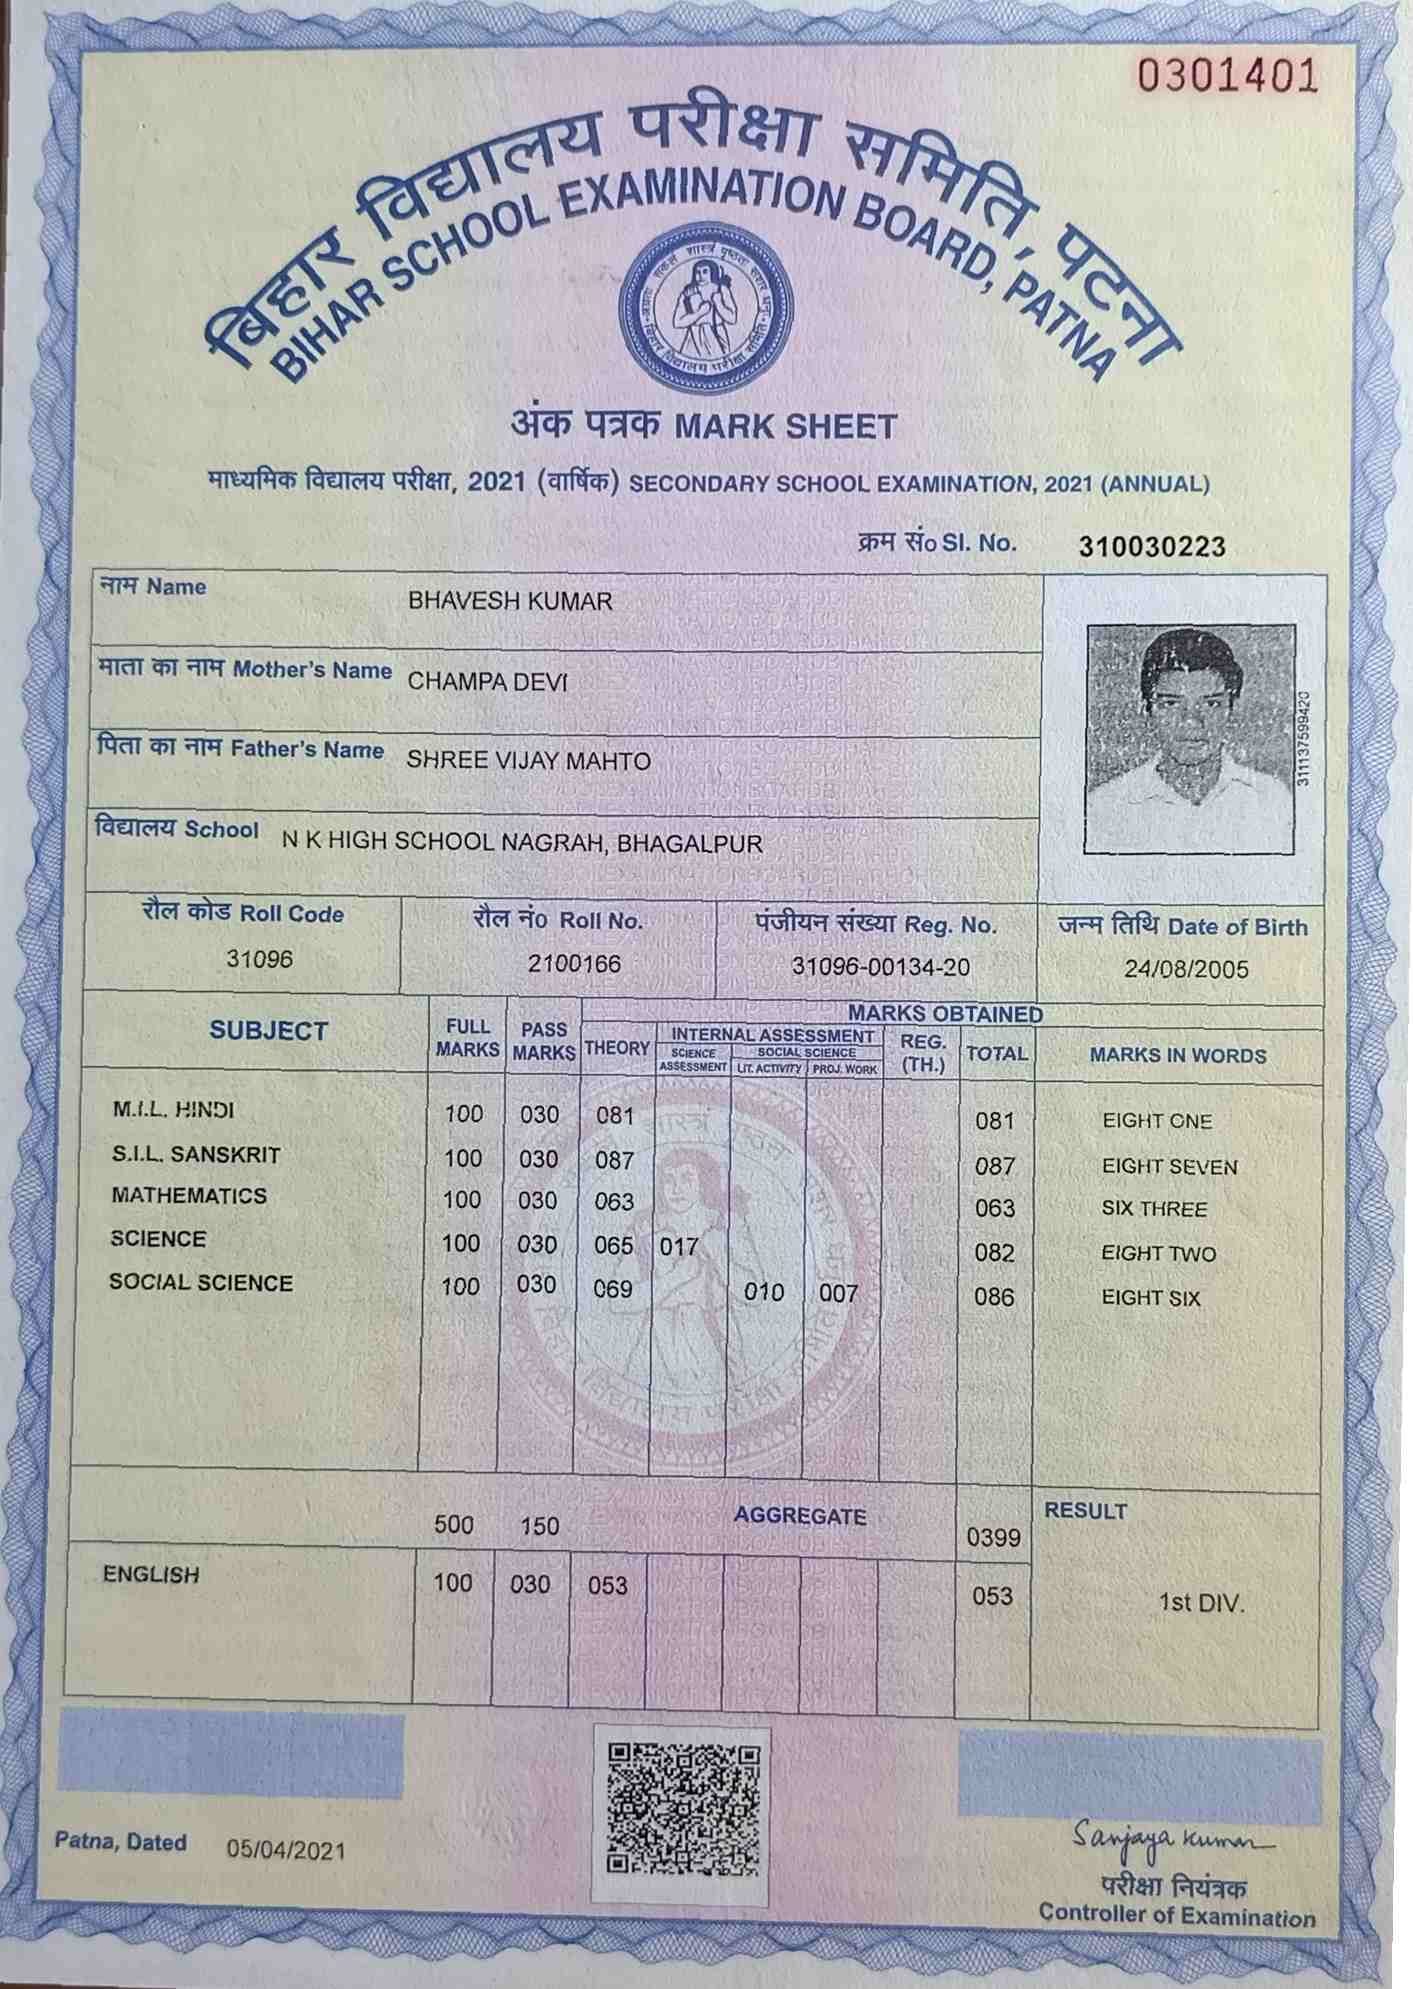 0301401
बिहार विद्यालय परीक्षा समिति, पटना
BIHAR SCHOOL EXAMINATION BOARD, PATNA
अंक पत्रक MARK SHEET
माध्यमिक विद्यालय परीक्षा, 2021 (वार्षिक) SECONDARY SCHOOL EXAMINATION, 2021 (ANNUAL)
क्रम सं० Sl. No. 310030223
नाम Name BHAVESH KUMAR
माता का नाम Mother's Name CHAMPA DEVI
पिता का नाम Father's Name SHREE VIJAY MAHTO
311137599420
विद्यालय School N K HIGH SCHOOL NAGRAH, BHAGALPUR
रौल कोड Roll Code रौल नं० Roll No. पंजीयन संख्या Reg. No. जन्म तिथि Date of Birth
31096 2100166 31096-00134-20 24/08/2005
SUBJECT FULL MARKS PASS MARKS MARKS OBTAINED
THEORY INTERNAL ASSESSMENT REG. (TH.) TOTAL MARKS IN WORDS
SCIENCE ASSESSMENT SOCIAL SCIENCE
LIT. ACTIVITY PROJ. WORK
M.I.L. HINDI 100 030 081 081 EIGHT ONE
S.I.L. SANSKRIT 100 030 087 087 EIGHT SEVEN
MATHEMATICS 100 030 063 063 SIX THREE
SCIENCE 100 030 065 017 082 EIGHT TWO
SOCIAL SCIENCE 100 030 069 010 007 086 EIGHT SIX
500 150 AGGREGATE 0399 RESULT
ENGLISH 100 030 053 053 1st DIV.
Patna, Dated 05/04/2021
Sanjaya Kumar
परीक्षा नियंत्रक
Controller of Examination